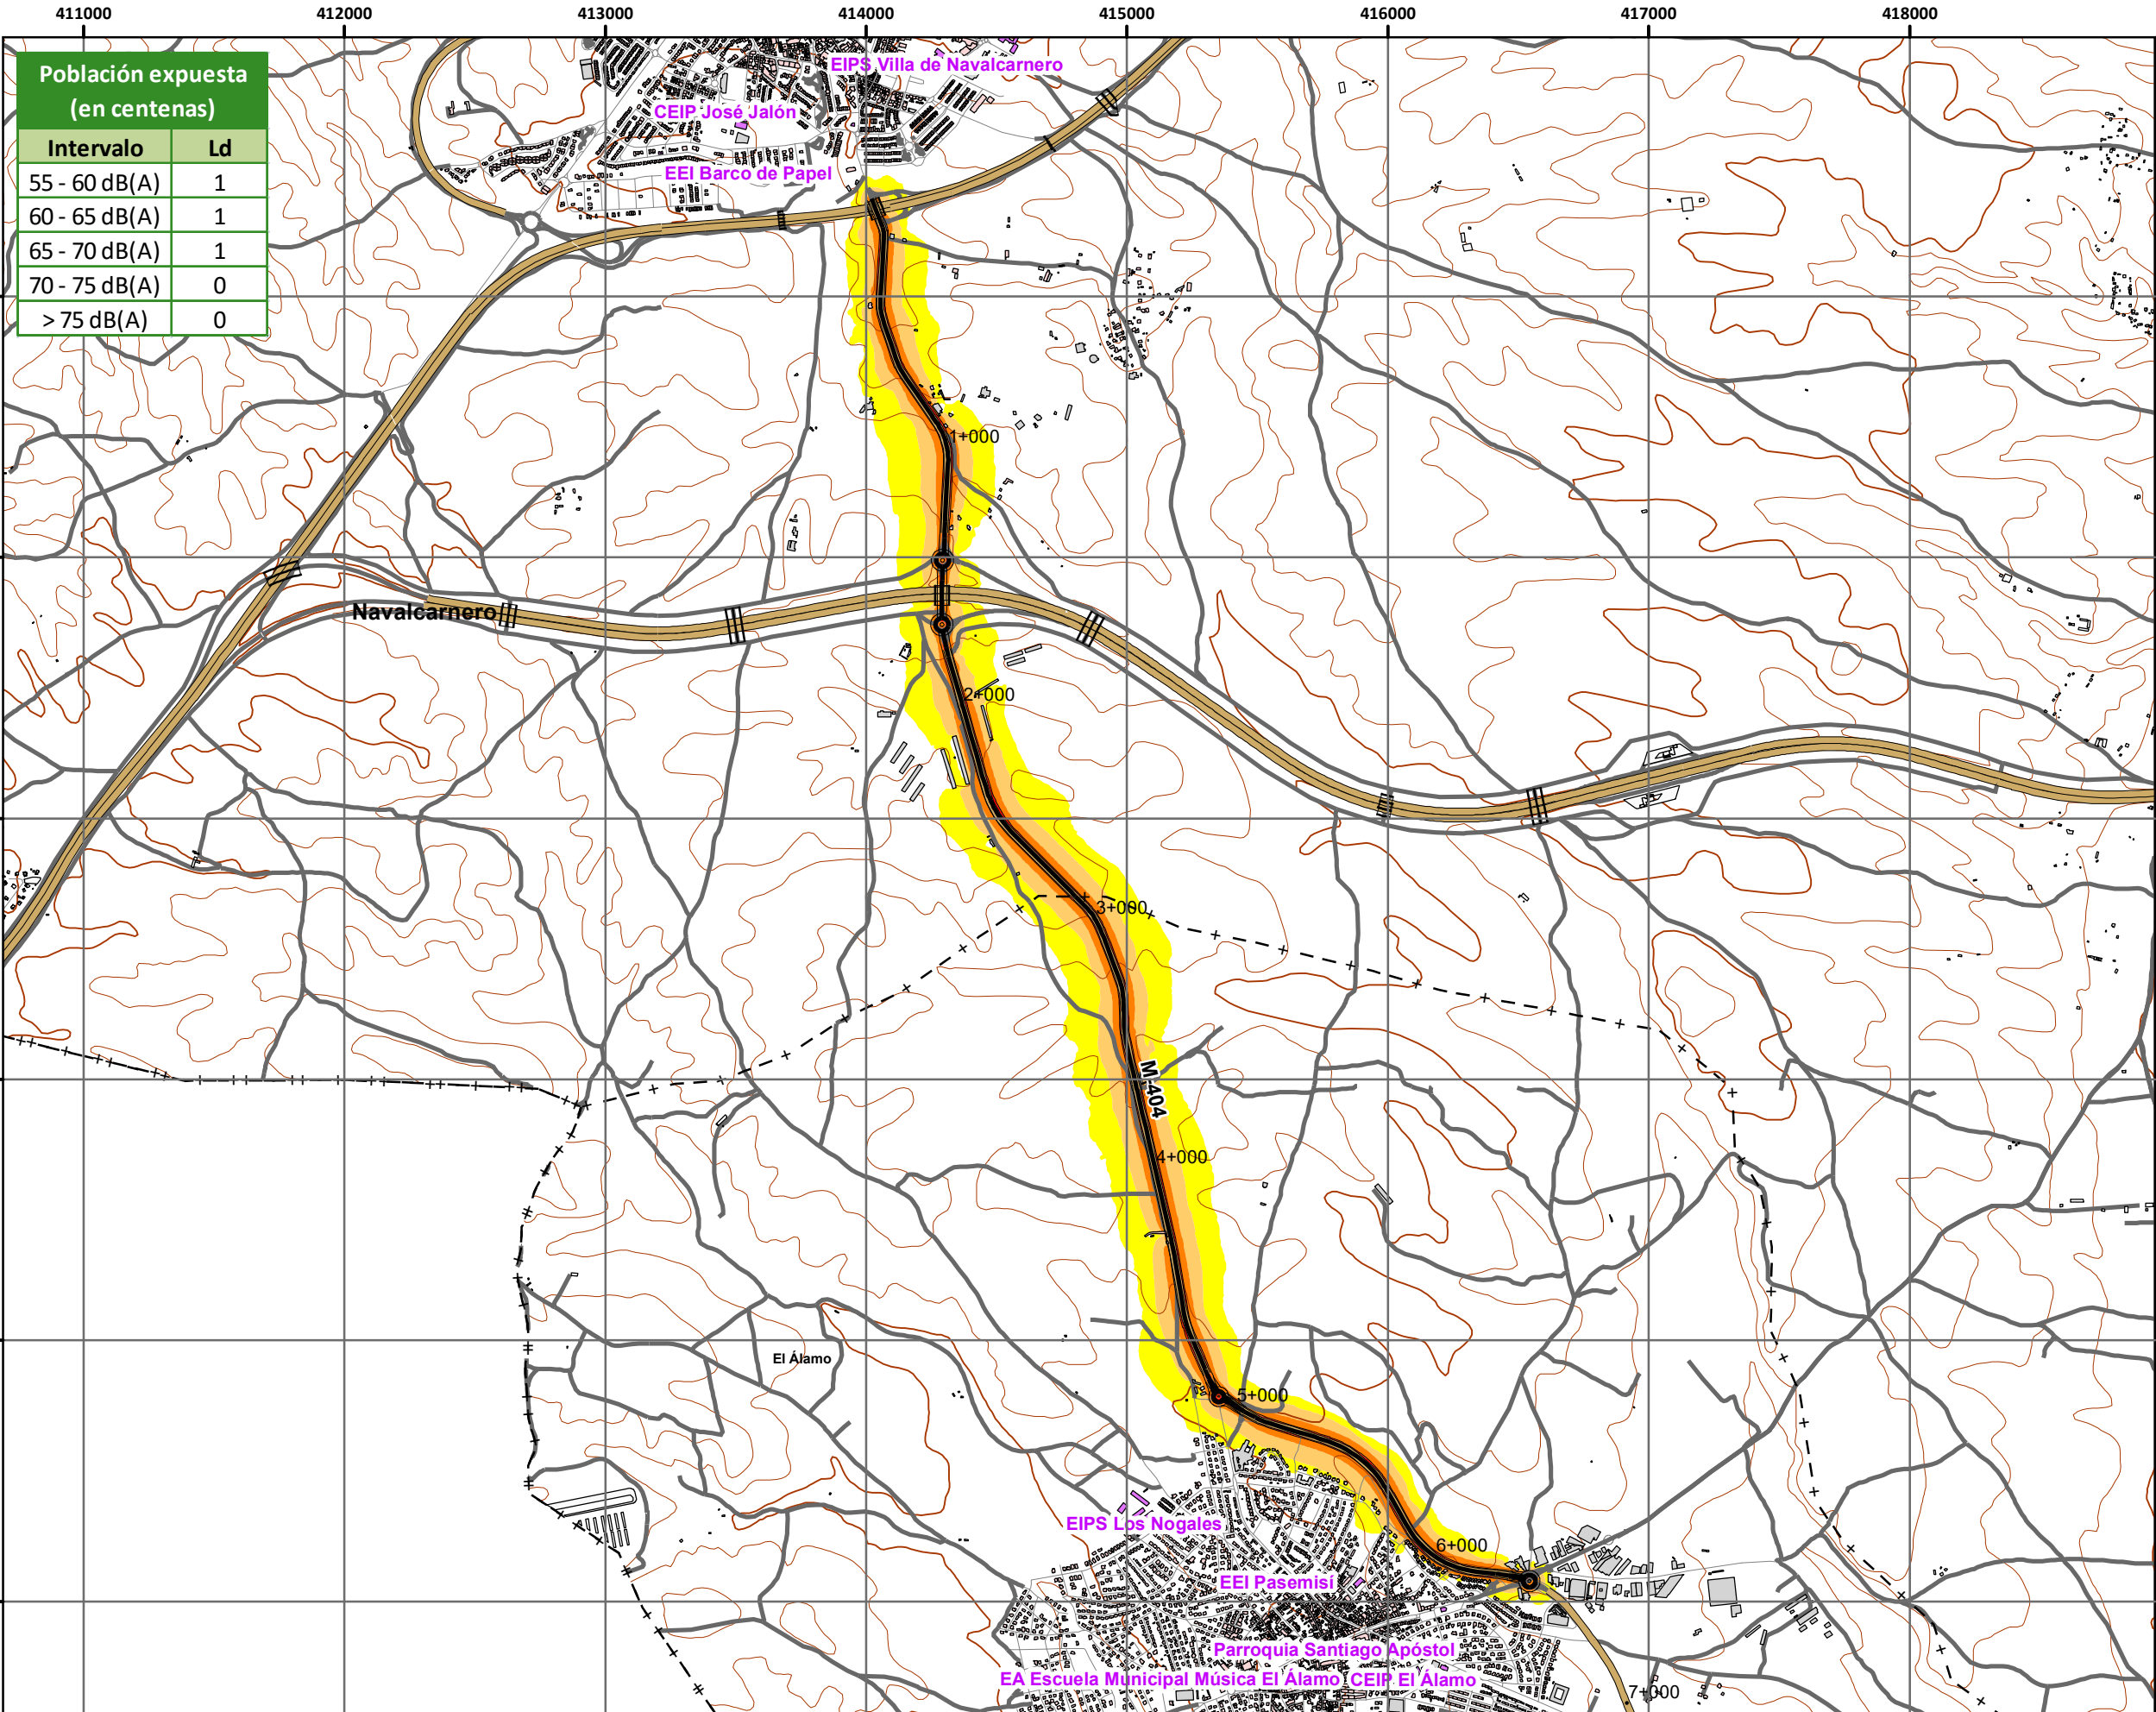 411000 412000 413000 414000 415000 416000 417000 418000
Población expuesta
(en centenas)
Intervalo Ld
55 - 60 dB(A) 1
60 - 65 dB(A) 1
65 - 70 dB(A) 1
70 - 75 dB(A) 0
> 75 dB(A) 0
EIPS Villa de Navalcarnero
CEIP José Jalón
EEI Barco de Papel
1+000
Navalcarnero
2+000
3+000
M-404
4+000
El Álamo
5+000
EIPS Los Nogales
6+000
EEI Pasemisí
Parroquia Santiago Apóstol
EA Escuela Municipal Música El Álamo
CEIP El Álamo
7+000